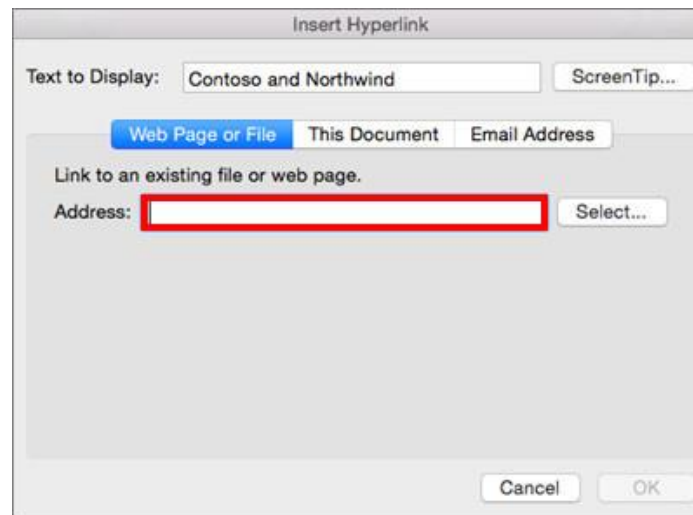 Insert Hyperlink
Text to Display: Contoso and Northwind ScreenTip...
Web Page or File This Document Email Address
Link to an existing file or web page.
Address: Select...
Cancel OK